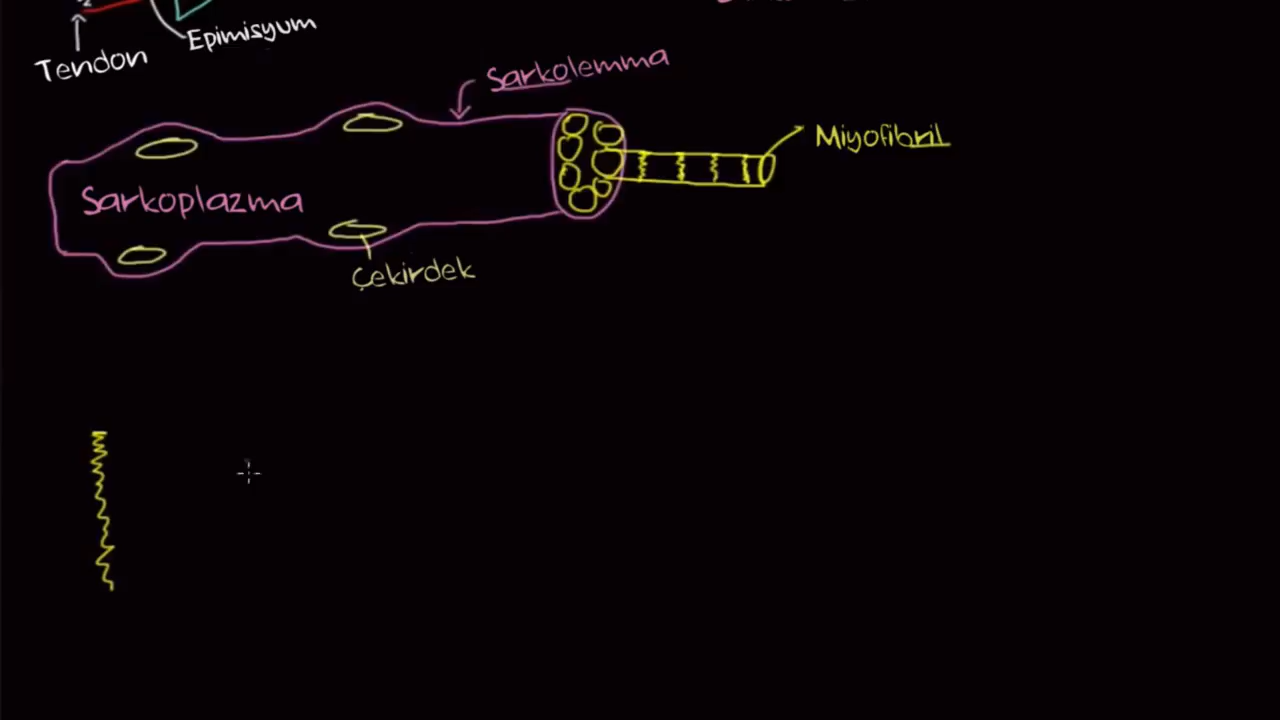 Epimisyum
Tendon
Sarkolemma
Miyofibril
Sarkoplazma
Çekirdek